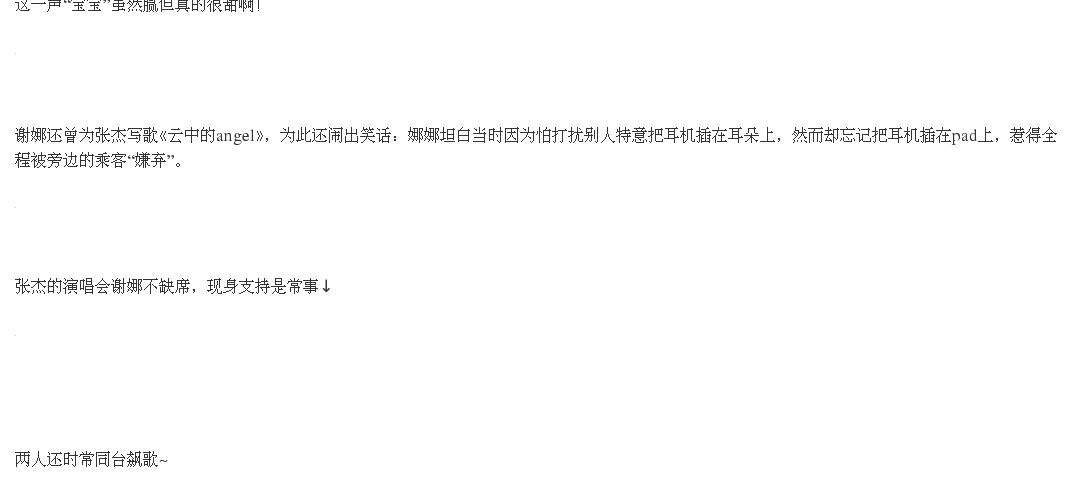 这一声“宝宝”虽然腻但真的很甜啊！
谢娜还曾为张杰写歌《云中的angel》，为此还闹出笑话：娜娜坦白当时因为怕打扰别人特意把耳机插在耳朵上，然而却忘记把耳机插在pad上，惹得全
程被旁边的乘客“嫌弃”。
张杰的演唱会谢娜不缺席，现身支持是常事↓
两人还时常同台飙歌~